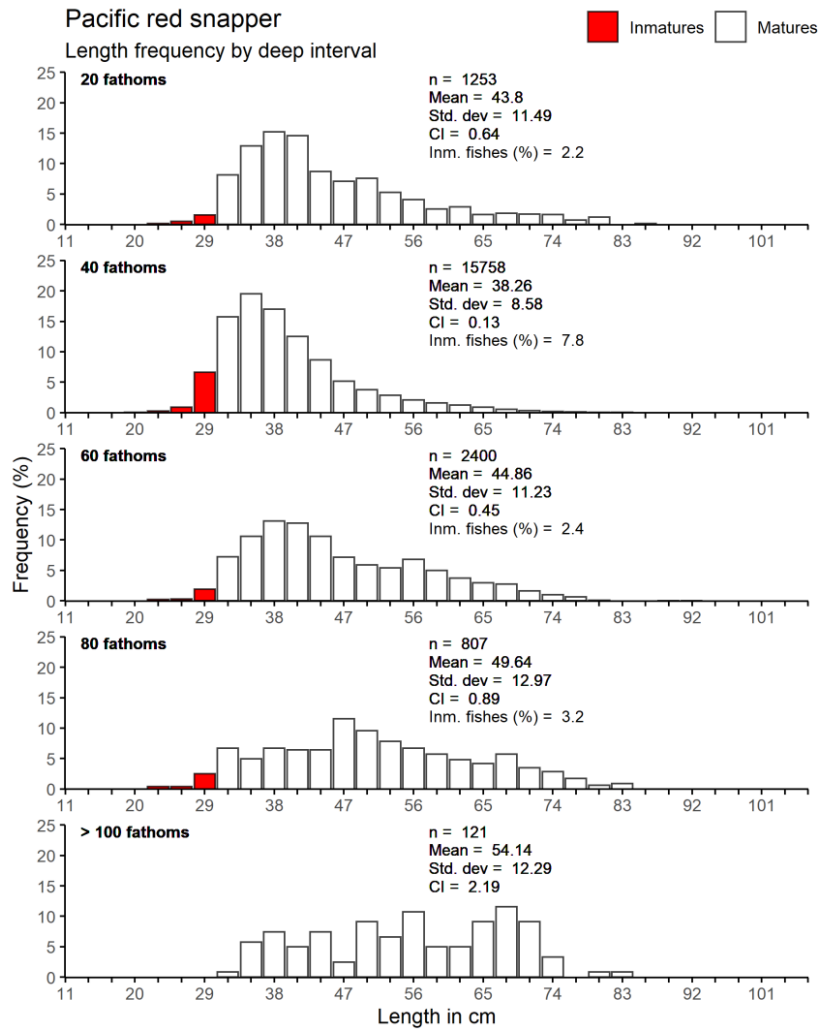 Pacific red snapper
Length frequency by deep interval
Inmatures
Matures
20 fathoms
n = 1253
Mean = 43.8
Std. dev = 11.49
CI = 0.64
Inm. fishes (%) = 2.2
25
20
15
10
5
0
11 20 29 38 47 56 65 74 83 92 101
40 fathoms
n = 15758
Mean = 38.26
Std. dev = 8.58
CI = 0.13
Inm. fishes (%) = 7.8
25
20
15
10
5
0
11 20 29 38 47 56 65 74 83 92 101
60 fathoms
n = 2400
Mean = 44.86
Std. dev = 11.23
CI = 0.45
Inm. fishes (%) = 2.4
25
20
15
10
5
0
11 20 29 38 47 56 65 74 83 92 101
80 fathoms
n = 807
Mean = 49.64
Std. dev = 12.97
CI = 0.89
Inm. fishes (%) = 3.2
25
20
15
10
5
0
11 20 29 38 47 56 65 74 83 92 101
> 100 fathoms
n = 121
Mean = 54.14
Std. dev = 12.29
CI = 2.19
25
20
15
10
5
0
11 20 29 38 47 56 65 74 83 92 101
Frequency (%)
Length in cm